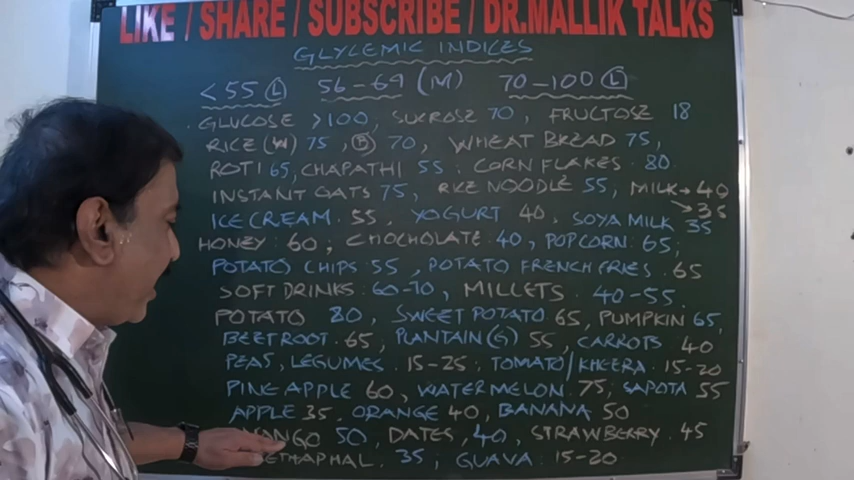 LIKE / SHARE / SUBSCRIBE / DR.MALLIK TALKS
GLYCEMIC INDICES
<55 (L) 56-69 (M) 70-100 (L)
GLUCOSE >100, SUCROSE 70, FRUCTOSE 18
RICE (W) 75, (B) 70, WHEAT BREAD 75,
ROTI 65, CHAPATHI 55, CORN FLAKES 80
INSTANT OATS 75, RICE NOODLE 55, MILK → 40
→ 35
ICE CREAM 55, YOGURT 40, SOYA MILK 35
HONEY 60; CHOCHOLATE 40, POPCORN 65;
POTATO CHIPS 55, POTATO FRENCH FRIES 65
SOFT DRINKS 60-70, MILLETS 40-55
POTATO 80, SWEET POTATO 65, PUMPKIN 65,
BEETROOT 65, PLANTAIN (G) 55, CARROTS 40
PEAS, LEGUMES 15-25; TOMATO/KHEERA 15-20
PINE APPLE 60, WATERMELON 75, SAPOTA 55
APPLE 35, ORANGE 40, BANANA 50
MANGO 50, DATES, 40, STRAWBERRY 45
35; GUAVA: 15-20